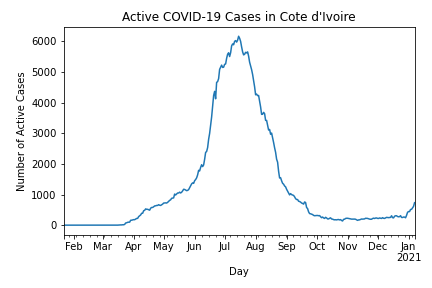 Active COVID-19 Cases in Cote d'Ivoire
Number of Active Cases
6000
5000
4000
3000
2000
1000
0
Feb Mar Apr May Jun Jul Aug Sep Oct Nov Dec Jan
2021
Day